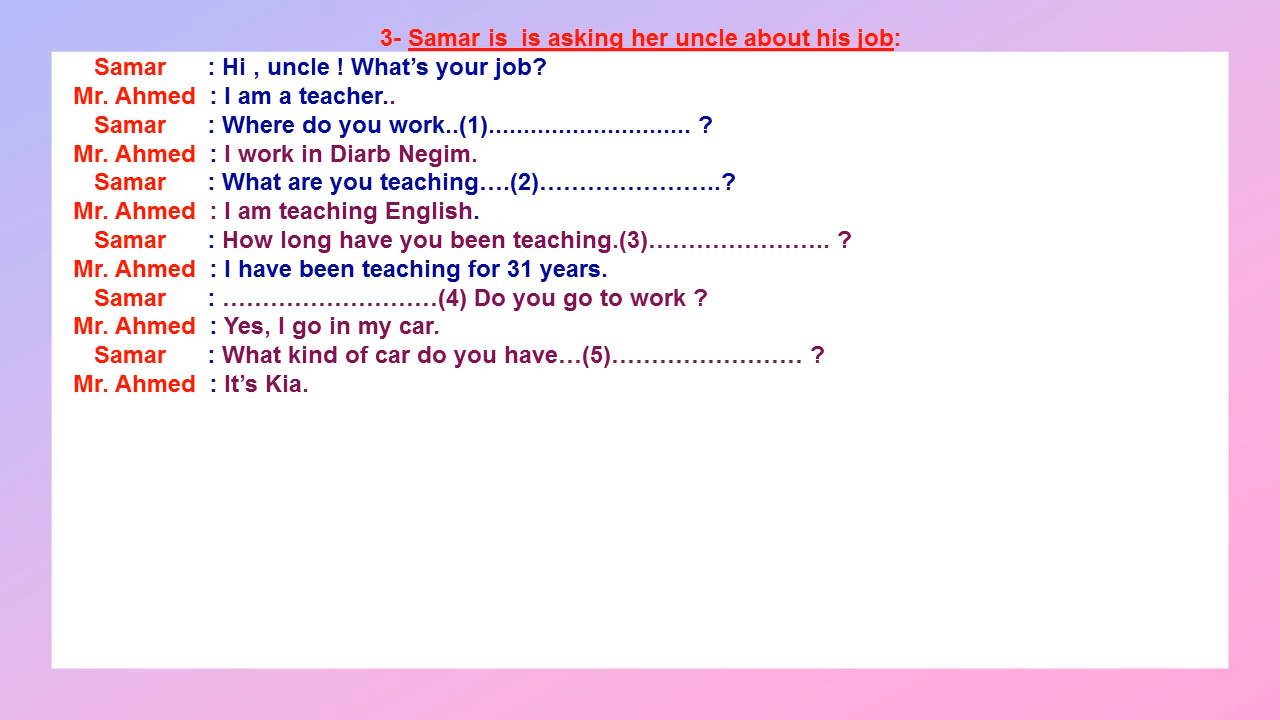 3- Samar is  is asking her uncle about his job:
Samar : Hi , uncle ! What’s your job?
Mr. Ahmed : I am a teacher..
Samar : Where do you work..(1)............................. ?
Mr. Ahmed : I work in Diarb Negim.
Samar : What are you teaching….(2)…………………..?
Mr. Ahmed : I am teaching English.
Samar : How long have you been teaching.(3)…………………. ?
Mr. Ahmed : I have been teaching for 31 years.
Samar : ………………………(4) Do you go to work ?
Mr. Ahmed : Yes, I go in my car.
Samar : What kind of car do you have…(5)…………………… ?
Mr. Ahmed : It’s Kia.